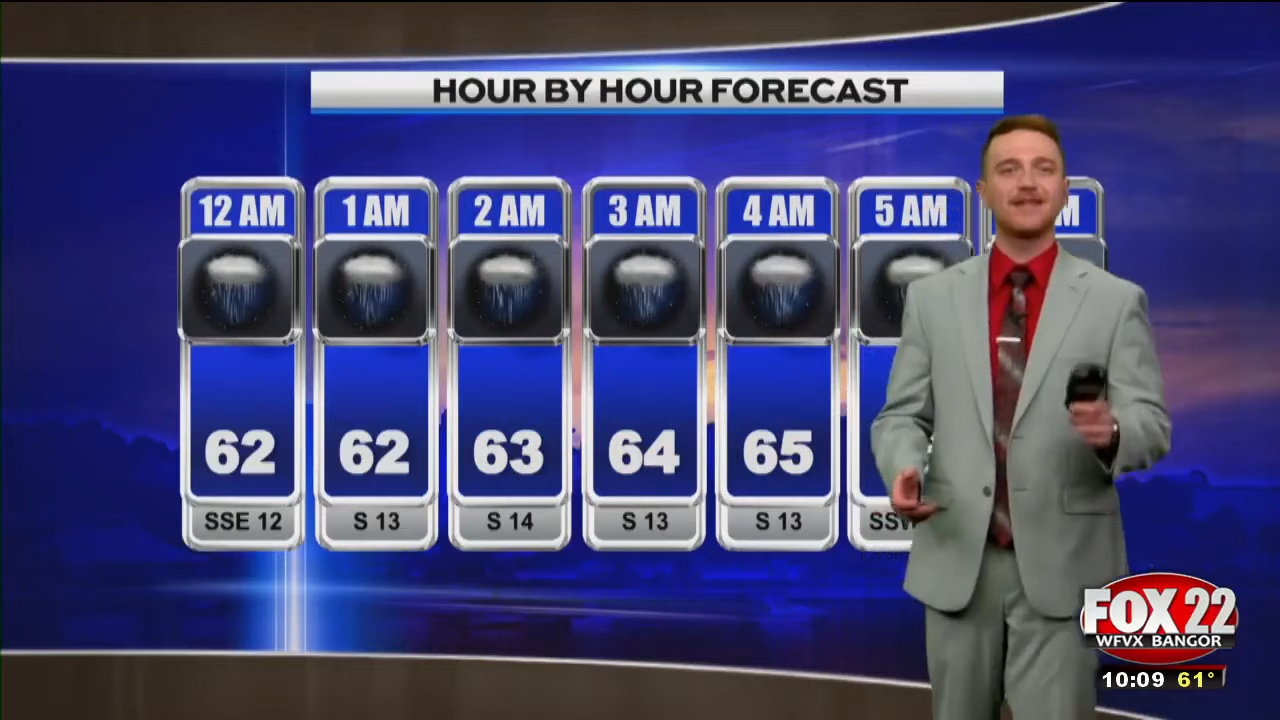 HOUR BY HOUR FORECAST
12 AM 1 AM 2 AM 3 AM 4 AM 5 AM
62 62 63 64 65
SSE 12 S 13 S 14 S 13 S 13
FOX 22
WFVX BANGOR
10:09 61°